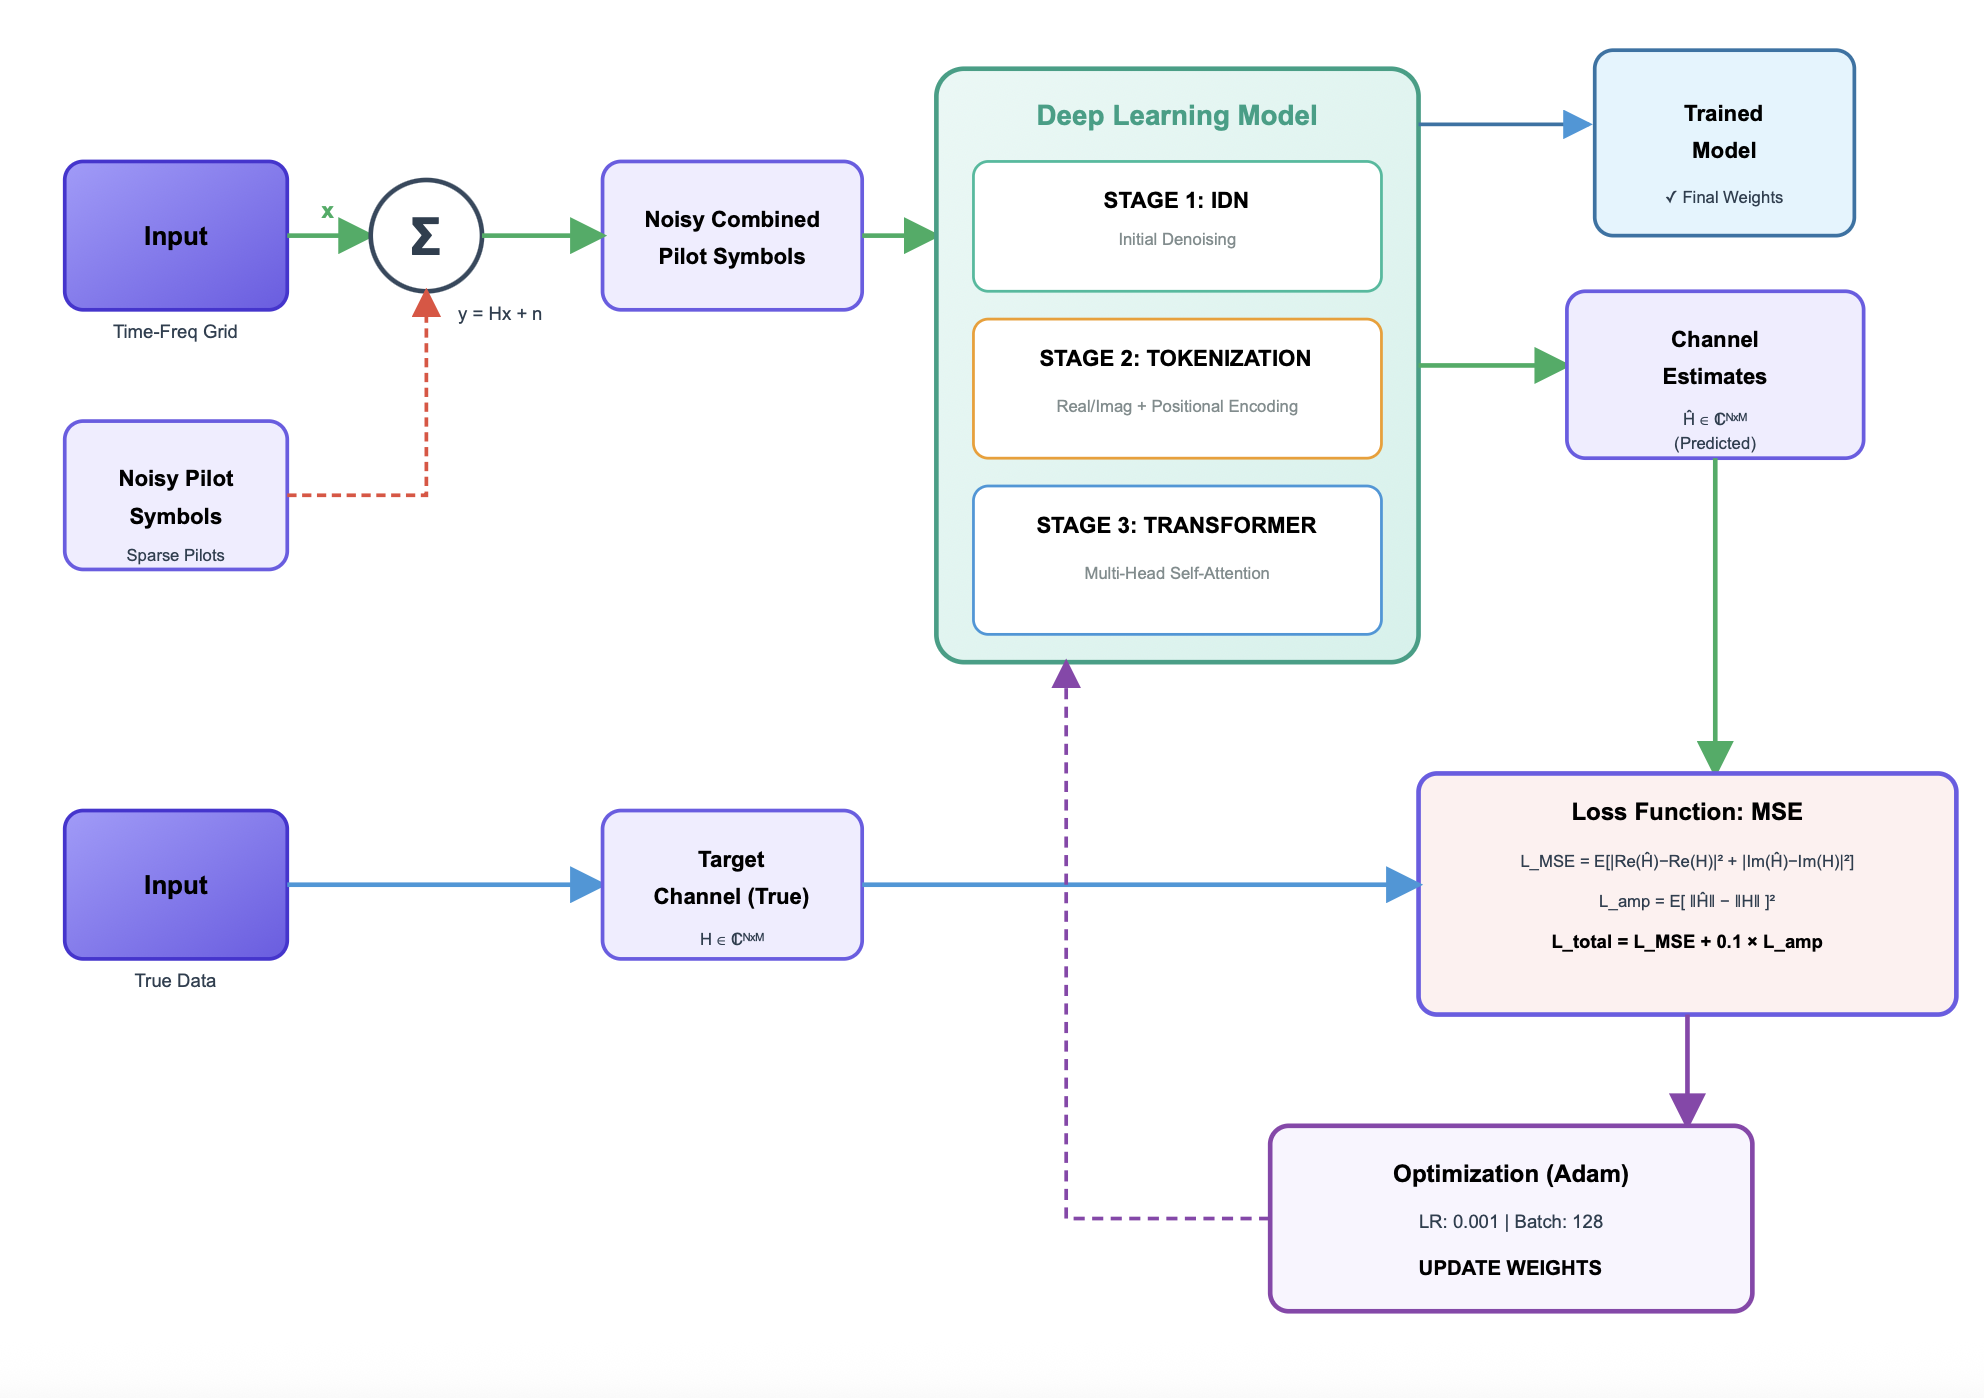 Input
Time-Freq Grid
x
Σ
y = Hx + n
Noisy Pilot
Symbols
Sparse Pilots
Noisy Combined
Pilot Symbols
Deep Learning Model
STAGE 1: IDN
Initial Denoising
STAGE 2: TOKENIZATION
Real/Imag + Positional Encoding
STAGE 3: TRANSFORMER
Multi-Head Self-Attention
Trained
Model
✓ Final Weights
Channel
Estimates
Ĥ ∈ ℂᴺˣᴹ
(Predicted)
Input
True Data
Target
Channel (True)
H ∈ ℂᴺˣᴹ
Loss Function: MSE
L_MSE = E[|Re(Ĥ)−Re(H)|² + |Im(Ĥ)−Im(H)|²]
L_amp = E[ ‖Ĥ‖ − ‖H‖ ]²
L_total = L_MSE + 0.1 × L_amp
Optimization (Adam)
LR: 0.001 | Batch: 128
UPDATE WEIGHTS